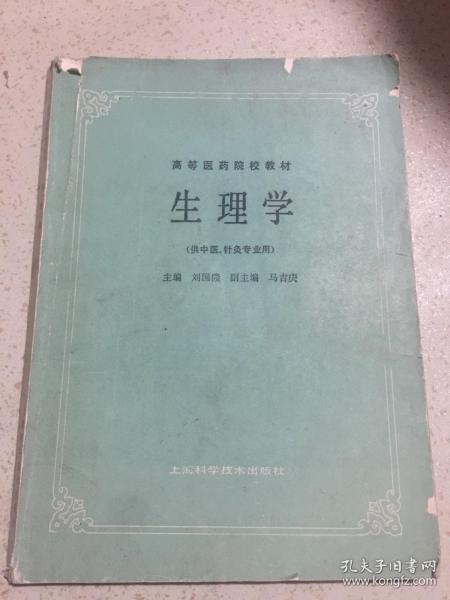 高等医药院校教材
生理学
(供中医、针灸专业用)
主编 刘国隆 副主编 马吉庚
上海科学技术出版社
孔夫子旧书网
www.kongfz.com